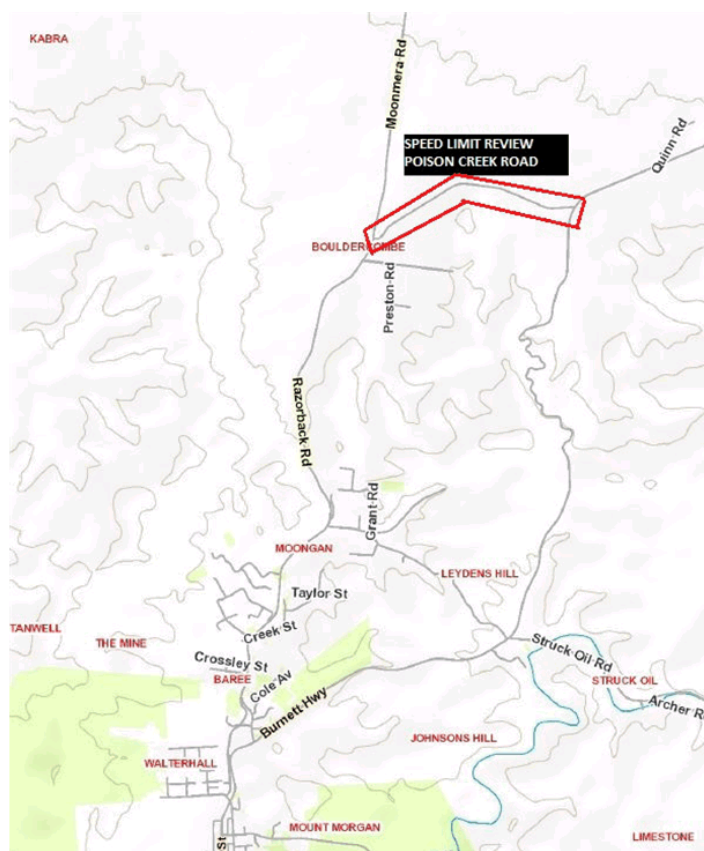 KABRA
Moonmera Rd
SPEED LIMIT REVIEW
POISON CREEK ROAD
Quinn Rd
BOULDERCOMBE
Preston Rd
Razorback Rd
Grant Rd
MOONGAN
LEYDENS HILL
Taylor St
TANWELL
THE MINE
Creek St
Struck Oil Rd
Crossley St
STRUCK OIL
BAREE
Cole Av
Archer R
Burnett Hwy
JOHNSONS HILL
WALTERHALL
MOUNT MORGAN
St
LIMESTONE